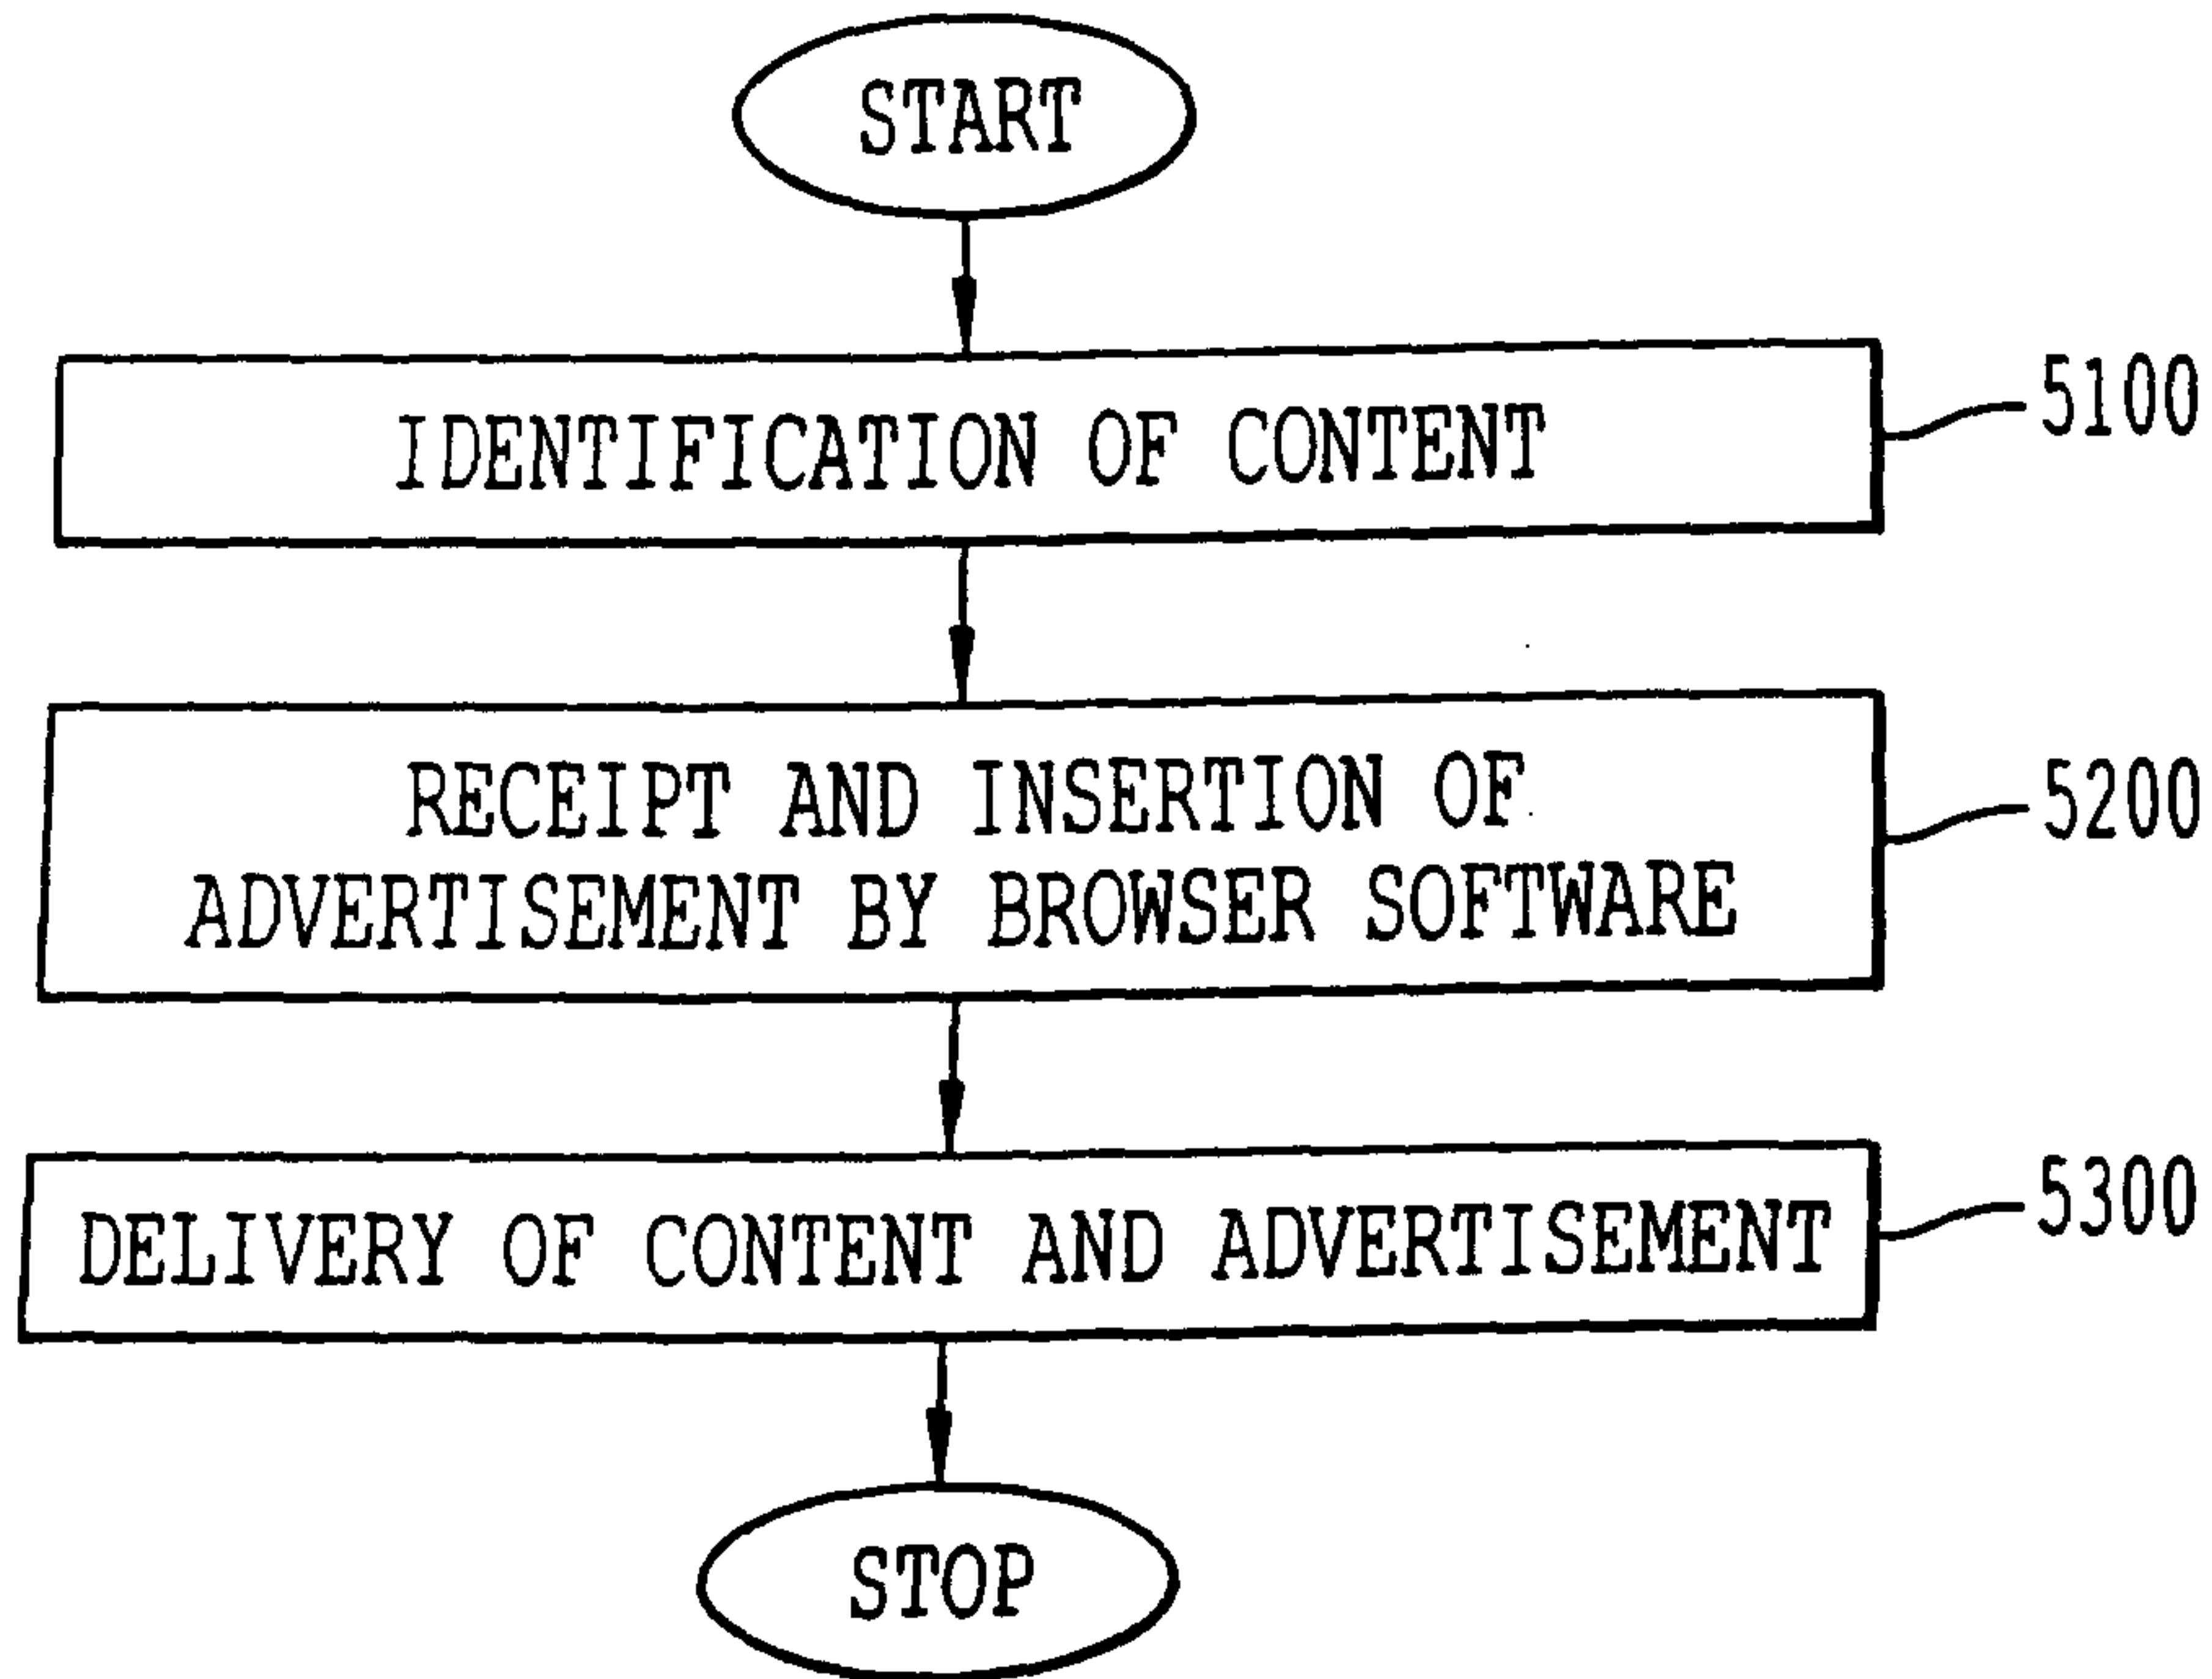 START
IDENTIFICATION OF CONTENT
5100
RECEIPT AND INSERTION OF
ADVERTISEMENT BY BROWSER SOFTWARE
5200
DELIVERY OF CONTENT AND ADVERTISEMENT
5300
STOP